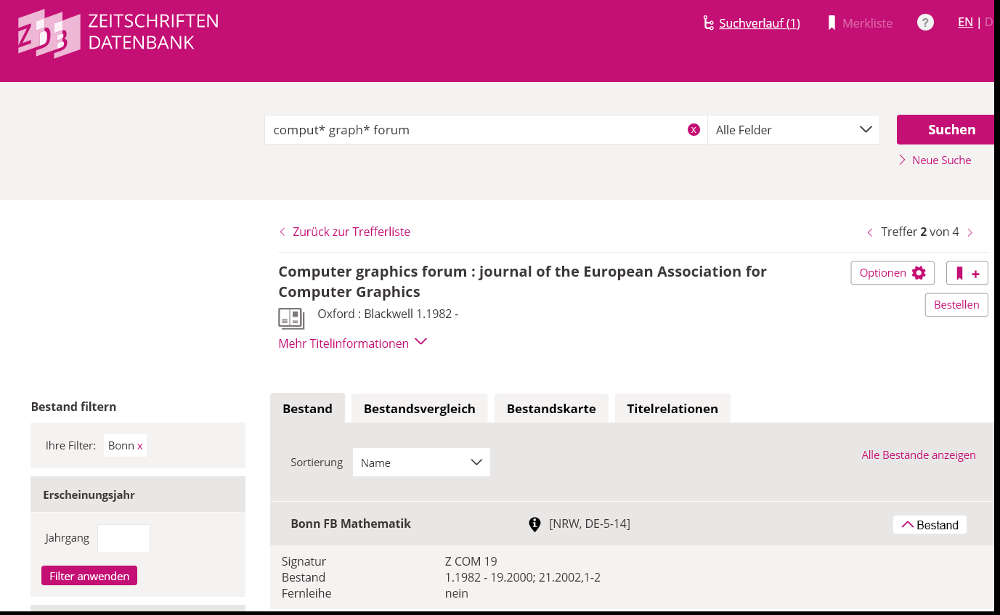 ZDB
ZEITSCHRIFTEN
DATENBANK
Suchverlauf (1)
Merkliste
?
EN | D
comput* graph* forum
x
Alle Felder
Suchen
Neue Suche
Zurück zur Trefferliste
Treffer 2 von 4
Computer graphics forum : journal of the European Association for
Computer Graphics
Optionen
+
Oxford : Blackwell 1.1982 -
Bestellen
Mehr Titelinformationen
Bestand filtern
Ihre Filter: Bonn x
Erscheinungsjahr
Jahrgang
Filter anwenden
Bestand
Bestandsvergleich
Bestandskarte
Titelrelationen
Sortierung Name
Alle Bestände anzeigen
Bonn FB Mathematik
[NRW, DE-5-14]
Bestand
Signatur Z COM 19
Bestand 1.1982 - 19.2000; 21.2002,1-2
Fernleihe nein